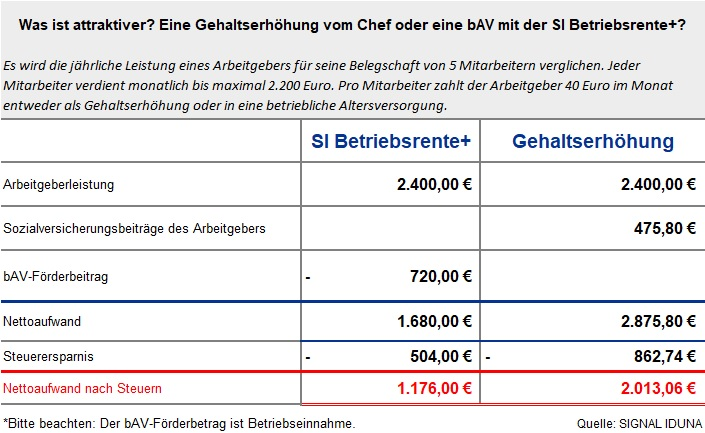 Was ist attraktiver? Eine Gehaltserhöhung vom Chef oder eine bAV mit der SI Betriebsrente+?
Es wird die jährliche Leistung eines Arbeitgebers für seine Belegschaft von 5 Mitarbeitern verglichen. Jeder
Mitarbeiter verdient monatlich bis maximal 2.200 Euro. Pro Mitarbeiter zahlt der Arbeitgeber 40 Euro im Monat
entweder als Gehaltserhöhung oder in eine betriebliche Altersversorgung.
SI Betriebsrente+ Gehaltserhöhung
Arbeitgeberleistung 2.400,00 € 2.400,00 €
Sozialversicherungsbeiträge des Arbeitgebers 475,80 €
bAV-Förderbeitrag - 720,00 €
Nettoaufwand 1.680,00 € 2.875,80 €
Steuerersparnis - 504,00 € - 862,74 €
Nettoaufwand nach Steuern 1.176,00 € 2.013,06 €
*Bitte beachten: Der bAV-Förderbetrag ist Betriebseinnahme. Quelle: SIGNAL IDUNA